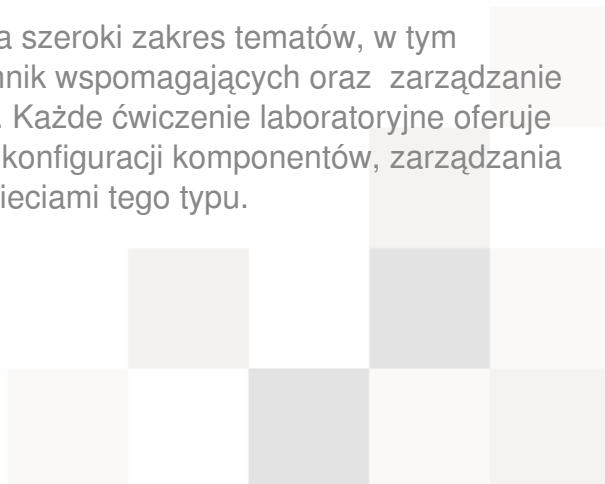 a szeroki zakres tematów, w tym
nik wspomagających oraz zarządzanie
. Każde ćwiczenie laboratoryjne oferuje
konfiguracji komponentów, zarządzania
ieciami tego typu.